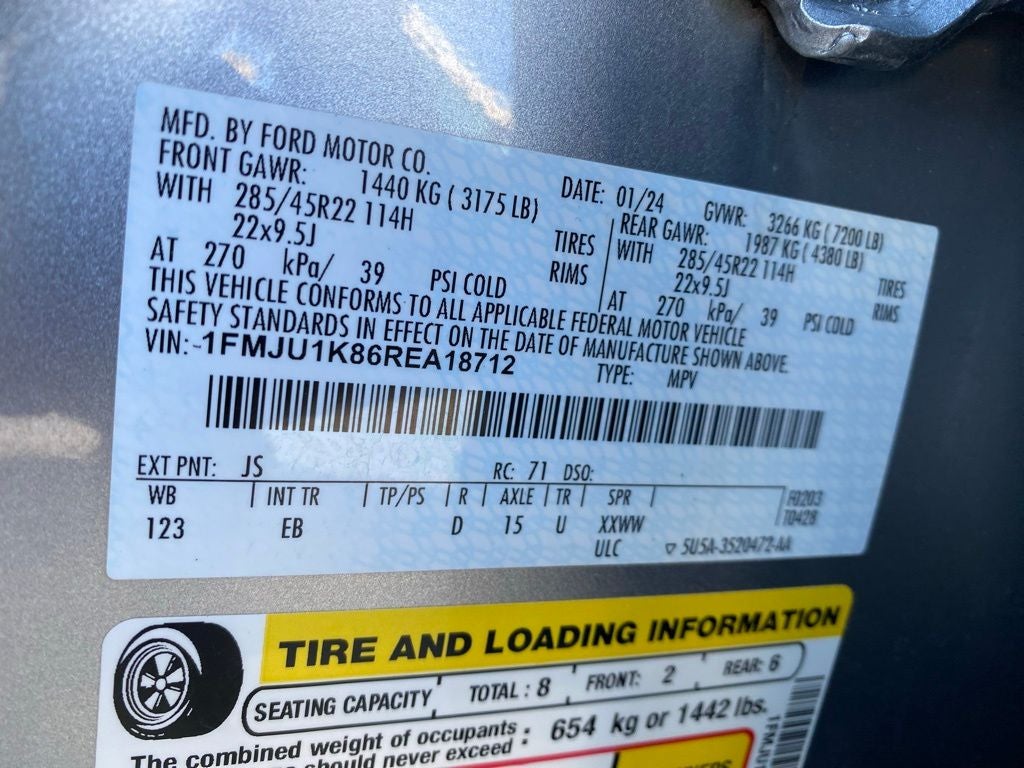 MFD. BY FORD MOTOR CO.
DATE: 01/24
GVWR: 3266 KG ( 7200 LB)
FRONT GAWR: 1440 KG ( 3175 LB)
WITH 285/45R22 114H TIRES
22x9.5J RIMS
AT 270 kPa/ 39 PSI COLD
REAR GAWR: 1987 KG ( 4380 LB)
WITH 285/45R22 114H TIRES
22x9.5J RIMS
AT 270 kPa/ 39 PSI COLD
THIS VEHICLE CONFORMS TO ALL APPLICABLE FEDERAL MOTOR VEHICLE
SAFETY STANDARDS IN EFFECT ON THE DATE OF MANUFACTURE SHOWN ABOVE.
VIN: -1FMJU1K86REA18712
TYPE: MPV
EXT PNT: JS RC: 71 DSO:
WB INT TR TP/PS R AXLE TR SPR F0203
123 EB D 15 U XXWW T0428
ULC ▽ 5U5A-3520472-AA
TIRE AND LOADING INFORMATION
SEATING CAPACITY TOTAL : 8 FRONT: 2 REAR: 6
The combined weight of occupants : 654 kg or 1442 lbs.
should never exceed